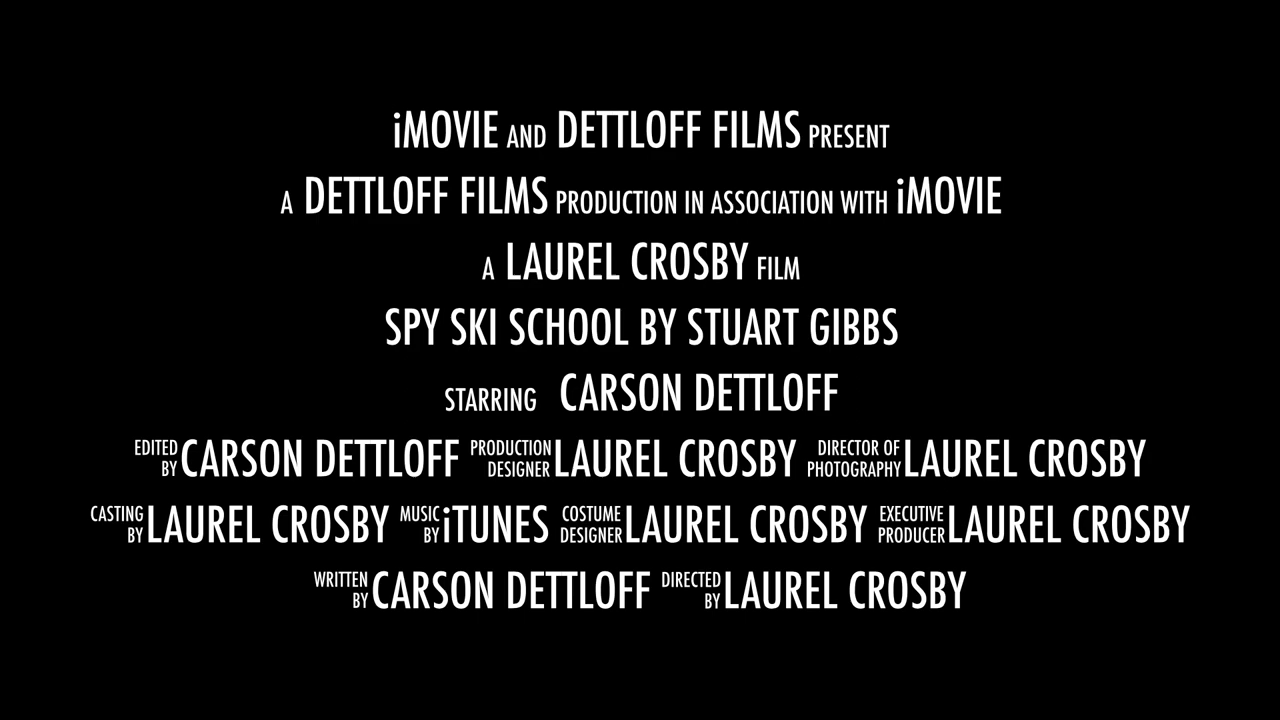 iMOVIE AND DETTLOFF FILMS PRESENT
A DETTLOFF FILMS PRODUCTION IN ASSOCIATION WITH iMOVIE
A LAUREL CROSBY FILM
SPY SKI SCHOOL BY STUART GIBBS
STARRING CARSON DETTLOFF
EDITED BY CARSON DETTLOFF PRODUCTION DESIGNER LAUREL CROSBY DIRECTOR OF PHOTOGRAPHY LAUREL CROSBY
CASTING BY LAUREL CROSBY MUSIC BY iTUNES COSTUME DESIGNER LAUREL CROSBY EXECUTIVE PRODUCER LAUREL CROSBY
WRITTEN BY CARSON DETTLOFF DIRECTED BY LAUREL CROSBY